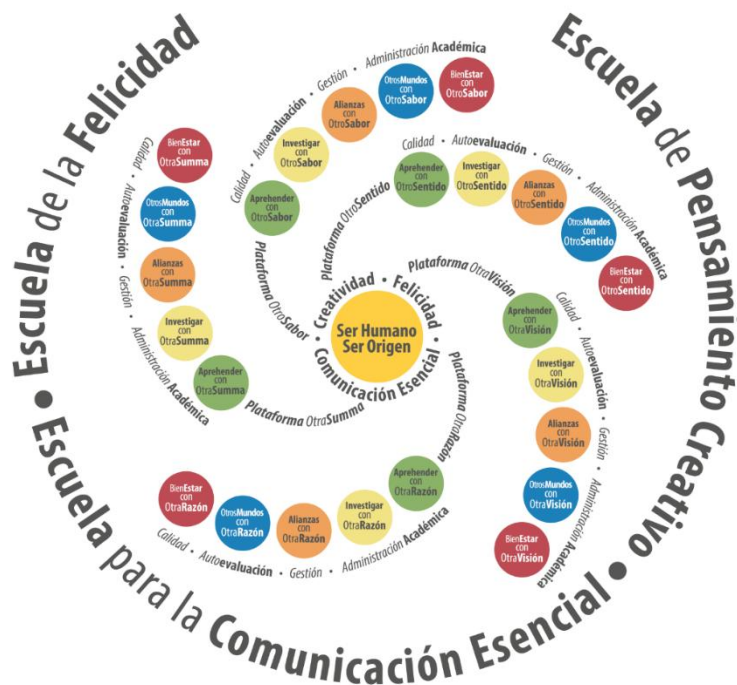 Escuela de la Felicidad • Escuela para la Comunicación Esencial • Escuela de Pensamiento Creativo
Creatividad • Felicidad • Comunicación Esencial •
Ser Humano
Ser Origen
Plataforma OtroSabor
Calidad • Autoevaluación • Gestión • Administración Académica
Aprehender
con
OtroSabor
Investigar
con
OtroSabor
Alianzas
con
OtroSabor
OtrosMundos
con
OtroSabor
BienEstar
con
OtroSabor
Plataforma OtroSentido
Calidad • Autoevaluación • Gestión • Administración Académica
Aprehender
con
OtroSentido
Investigar
con
OtroSentido
Alianzas
con
OtroSentido
OtrosMundos
con
OtroSentido
BienEstar
con
OtroSentido
Plataforma OtraVisión
Calidad • Autoevaluación • Gestión • Administración Académica
Aprehender
con
OtraVisión
Investigar
con
OtraVisión
Alianzas
con
OtraVisión
OtrosMundos
con
OtraVisión
BienEstar
con
OtraVisión
Plataforma OtraRazón
Calidad • Autoevaluación • Gestión • Administración Académica
Aprehender
con
OtraRazón
Investigar
con
OtraRazón
Alianzas
con
OtraRazón
OtrosMundos
con
OtraRazón
BienEstar
con
OtraRazón
Plataforma OtraSumma
Calidad • Autoevaluación • Gestión • Administración Académica
Aprehender
con
OtraSumma
Investigar
con
OtraSumma
Alianzas
con
OtraSumma
OtrosMundos
con
OtraSumma
BienEstar
con
OtraSumma